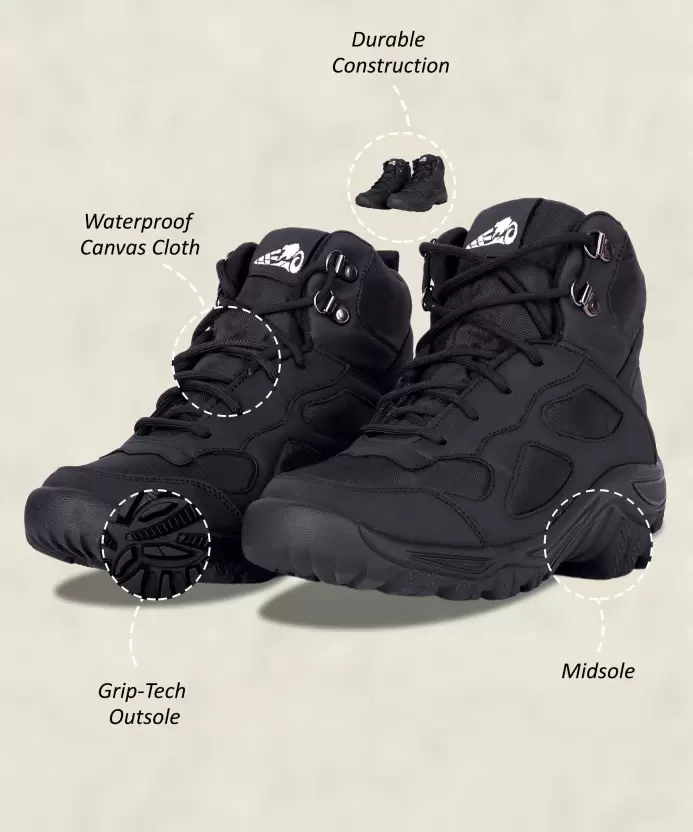 Durable
Construction
Waterproof
Canvas Cloth
Midsole
Grip-Tech
Outsole